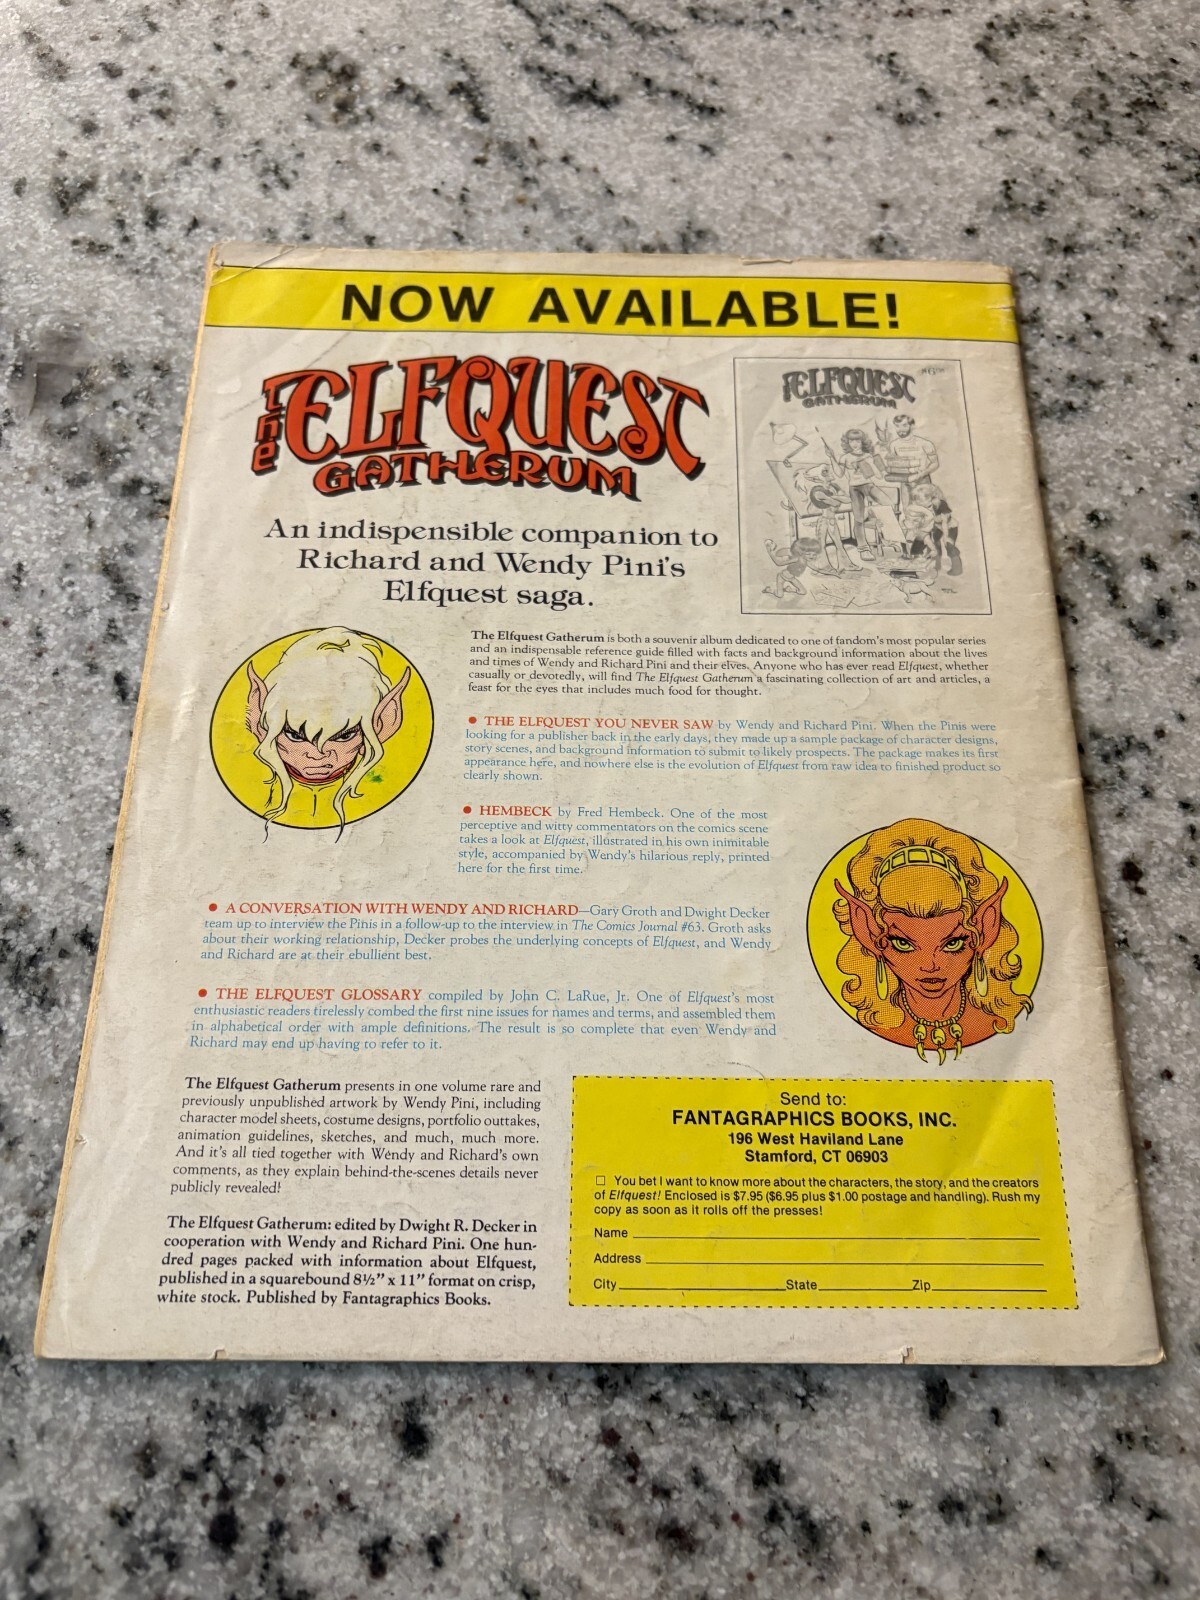 NOW AVAILABLE!
THE ELFQUEST
GATHERUM
ELFQUEST
GATHERUM
An indispensible companion to
Richard and Wendy Pini's
Elfquest saga.
The Elfquest Gatherum is both a souvenir album dedicated to one of fandom's most popular series
and an indispensable reference guide filled with facts and background information about the lives
and times of Wendy and Richard Pini and their elves. Anyone who has ever read Elfquest, whether
casually or devotedly, will find The Elfquest Gatherum a fascinating collection of art and articles, a
feast for the eyes that includes much food for thought.
● THE ELFQUEST YOU NEVER SAW by Wendy and Richard Pini. When the Pinis were
looking for a publisher back in the early days, they made up a sample package of character designs,
story scenes, and background information to submit to likely prospects. The package makes its first
appearance here, and nowhere else is the evolution of Elfquest from raw idea to finished product so
clearly shown.
● HEMBECK by Fred Hembeck. One of the most
perceptive and witty commentators on the comics scene
takes a look at Elfquest, illustrated in his own inimitable
style, accompanied by Wendy's hilarious reply, printed
here for the first time.
● A CONVERSATION WITH WENDY AND RICHARD—Gary Groth and Dwight Decker
team up to interview the Pinis in a follow-up to the interview in The Comics Journal #63. Groth asks
about their working relationship, Decker probes the underlying concepts of Elfquest, and Wendy
and Richard are at their ebullient best.
● THE ELFQUEST GLOSSARY compiled by John C. LaRue, Jr. One of Elfquest's most
enthusiastic readers tirelessly combed the first nine issues for names and terms, and assembled them
in alphabetical order with ample definitions. The result is so complete that even Wendy and
Richard may end up having to refer to it.
The Elfquest Gatherum presents in one volume rare and
previously unpublished artwork by Wendy Pini, including
character model sheets, costume designs, portfolio outtakes,
animation guidelines, sketches, and much, much more.
And it's all tied together with Wendy and Richard's own
comments, as they explain behind-the-scenes details never
publicly revealed!
The Elfquest Gatherum: edited by Dwight R. Decker in
cooperation with Wendy and Richard Pini. One hun-
dred pages packed with information about Elfquest,
published in a squarebound 8½" x 11" format on crisp,
white stock. Published by Fantagraphics Books.
Send to:
FANTAGRAPHICS BOOKS, INC.
196 West Haviland Lane
Stamford, CT 06903
□ You bet I want to know more about the characters, the story, and the creators
of Elfquest! Enclosed is $7.95 ($6.95 plus $1.00 postage and handling). Rush my
copy as soon as it rolls off the presses!
Name
Address
City State Zip